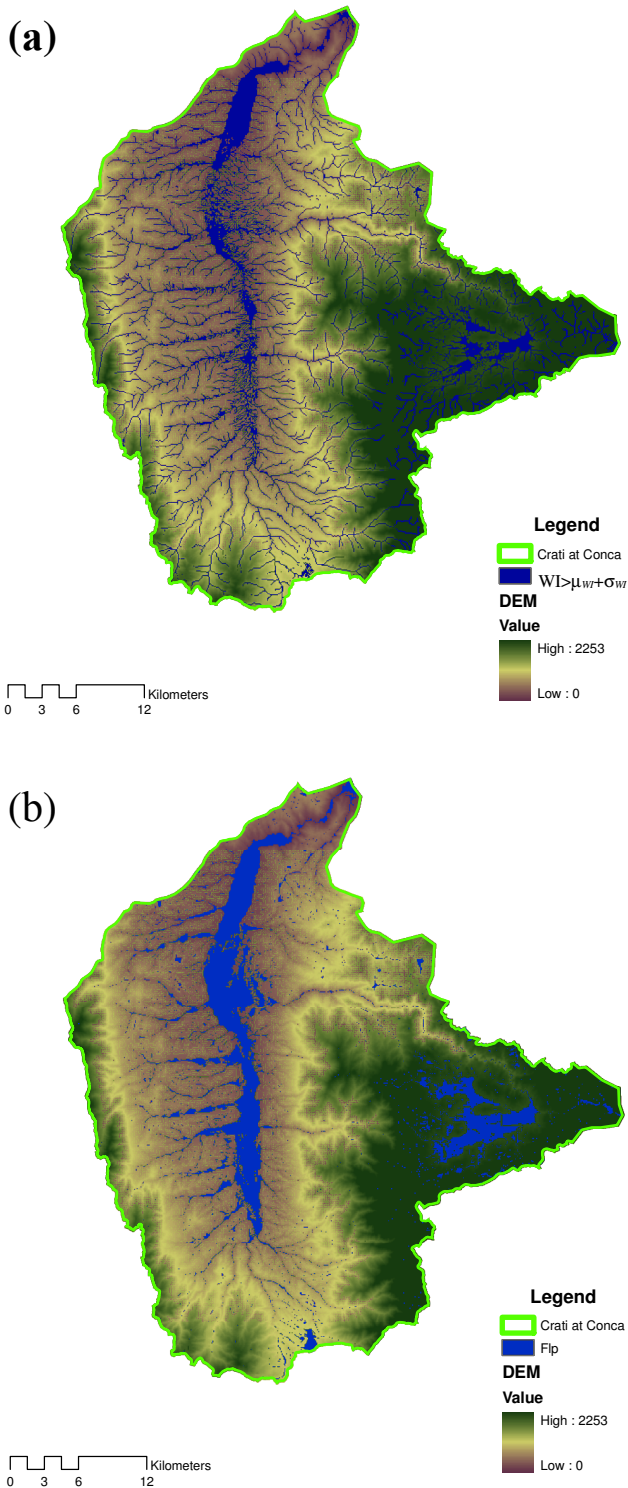 (a)
Legend
Crati at Conca
WI>μWI+σWI
DEM
Value
High : 2253
Low : 0
Kilometers
0 3 6 12
(b)
Legend
Crati at Conca
Flp
DEM
Value
High : 2253
Low : 0
Kilometers
0 3 6 12